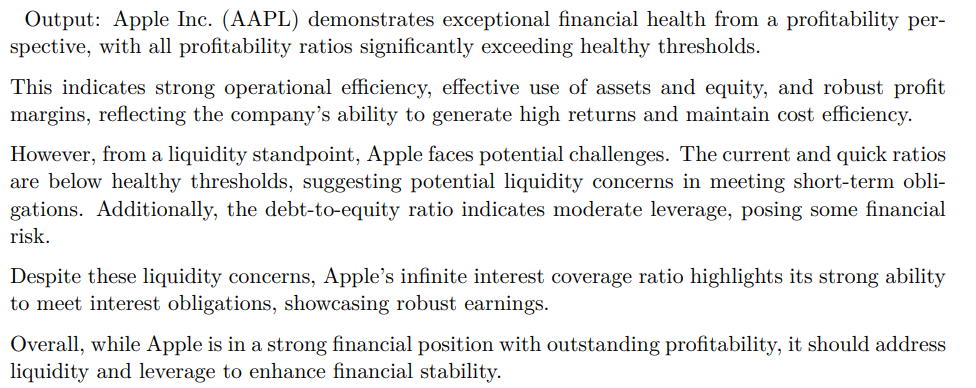 Output: Apple Inc. (AAPL) demonstrates exceptional financial health from a profitability per-
spective, with all profitability ratios significantly exceeding healthy thresholds.
This indicates strong operational efficiency, effective use of assets and equity, and robust profit
margins, reflecting the company's ability to generate high returns and maintain cost efficiency.
However, from a liquidity standpoint, Apple faces potential challenges. The current and quick ratios
are below healthy thresholds, suggesting potential liquidity concerns in meeting short-term obli-
gations. Additionally, the debt-to-equity ratio indicates moderate leverage, posing some financial
risk.
Despite these liquidity concerns, Apple's infinite interest coverage ratio highlights its strong ability
to meet interest obligations, showcasing robust earnings.
Overall, while Apple is in a strong financial position with outstanding profitability, it should address
liquidity and leverage to enhance financial stability.